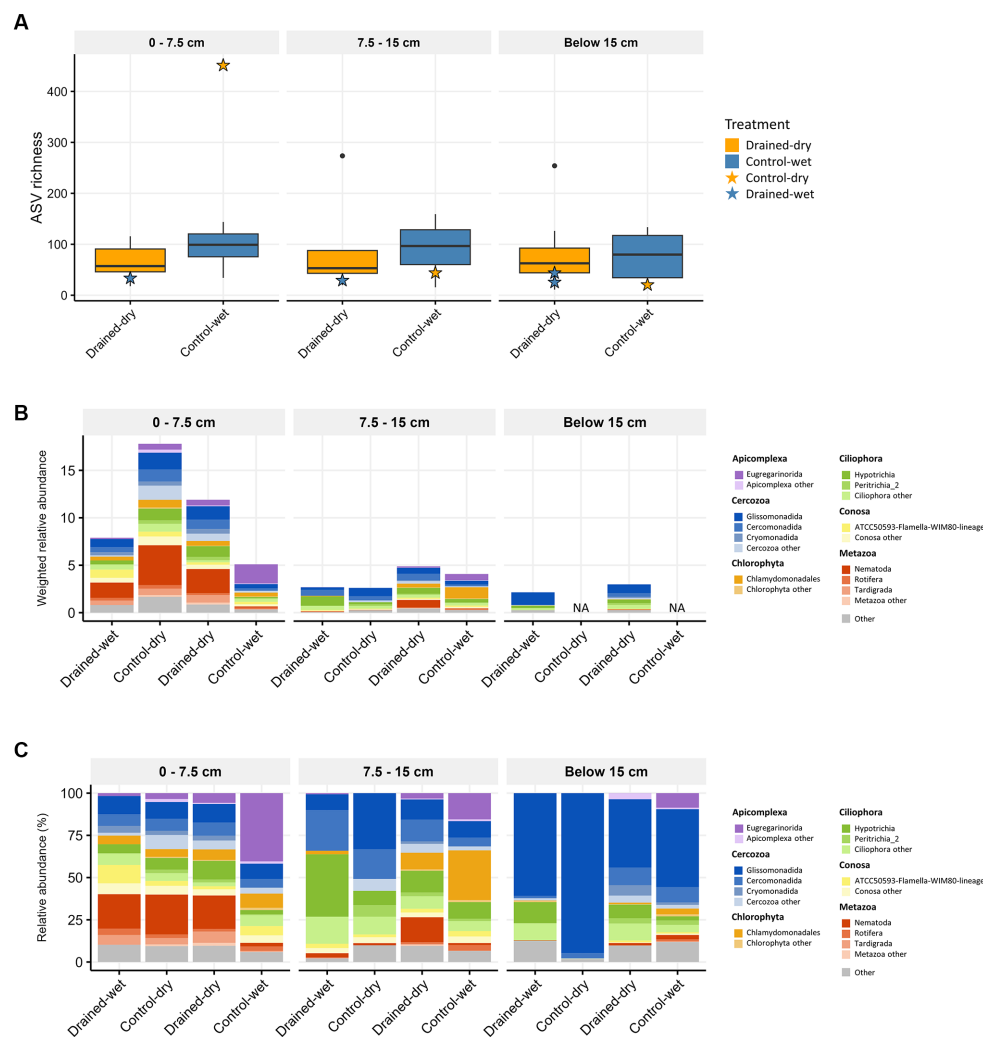 A
0 - 7.5 cm
7.5 - 15 cm
Below 15 cm
ASV richness
400
300
200
100
0
Drained-dry
Control-wet
Drained-dry
Control-wet
Drained-dry
Control-wet
Treatment
Drained-dry
Control-wet
Control-dry
Drained-wet
B
0 - 7.5 cm
7.5 - 15 cm
Below 15 cm
Weighted relative abundance
15
10
5
0
NA
NA
Drained-wet
Control-dry
Drained-dry
Control-wet
Drained-wet
Control-dry
Drained-dry
Control-wet
Drained-wet
Control-dry
Drained-dry
Control-wet
Apicomplexa
Eugregarinorida
Apicomplexa other
Cercozoa
Glissomonadida
Cercomonadida
Cryomonadida
Cercozoa other
Chlorophyta
Chlamydomonadales
Chlorophyta other
Ciliophora
Hypotrichia
Peritrichia_2
Ciliophora other
Conosa
ATCC50593-Flamella-WIM80-lineage
Conosa other
Metazoa
Nematoda
Rotifera
Tardigrada
Metazoa other
Other
C
0 - 7.5 cm
7.5 - 15 cm
Below 15 cm
Relative abundance (%)
100
75
50
25
0
Drained-wet
Control-dry
Drained-dry
Control-wet
Drained-wet
Control-dry
Drained-dry
Control-wet
Drained-wet
Control-dry
Drained-dry
Control-wet
Apicomplexa
Eugregarinorida
Apicomplexa other
Cercozoa
Glissomonadida
Cercomonadida
Cryomonadida
Cercozoa other
Chlorophyta
Chlamydomonadales
Chlorophyta other
Ciliophora
Hypotrichia
Peritrichia_2
Ciliophora other
Conosa
ATCC50593-Flamella-WIM80-lineage
Conosa other
Metazoa
Nematoda
Rotifera
Tardigrada
Metazoa other
Other